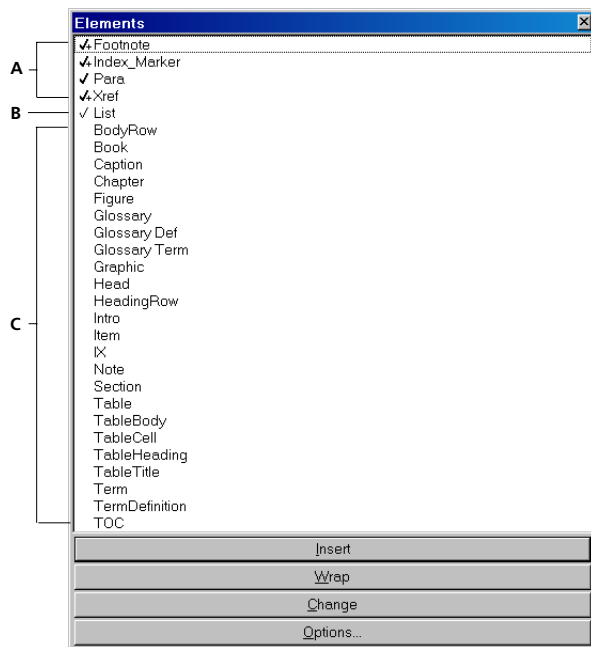 Elements
Footnote
A
Index_Marker
Para
Xref
B
List
BodyRow
Book
Caption
Chapter
Figure
Glossary
Glossary Def
Glossary Term
Graphic
Head
HeadingRow
Intro
C
Item
IX
Note
Section
Table
TableBody
TableCell
TableHeading
TableTitle
Term
TermDefinition
TOC
Insert
Wrap
Change
Options...